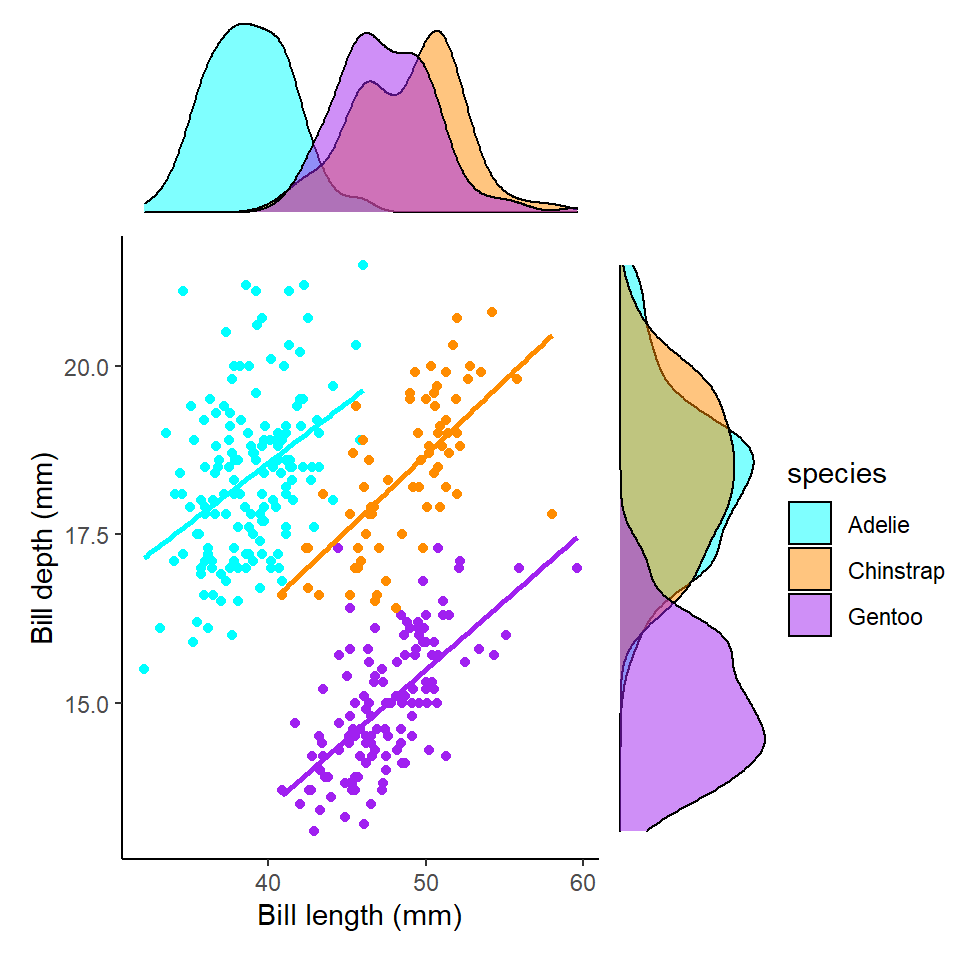 20.0
17.5
15.0
Bill depth (mm)
40
50
60
Bill length (mm)
species
Adelie
Chinstrap
Gentoo